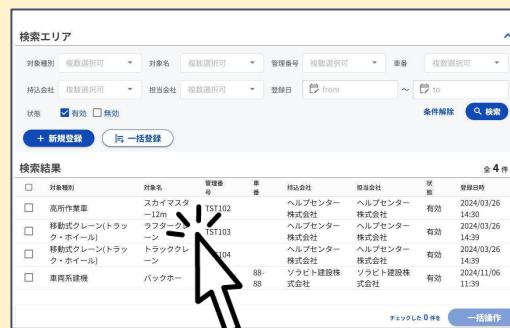 検索エリア
対象種別 複数選択可 対象名 複数選択可 管理番号 複数選択可 車番 複数選択可
持込会社 複数選択可 担当会社 複数選択可 登録日 from ～ to
状態 有効 無効 条件解除 検索
+ 新規登録 一括登録
検索結果 全 4 件
対象種別 対象名 管理番号 車番 持込会社 担当会社 状態 登録日時
高所作業車 スカイマスター12m TST102 ヘルプセンター株式会社 ヘルプセンター株式会社 有効 2024/03/26 14:30
移動式クレーン(トラック・ホイール) ラフタークレーン TST103 ヘルプセンター株式会社 ヘルプセンター株式会社 有効 2024/03/26 14:39
移動式クレーン(トラック・ホイール) トラッククレーン 104 ヘルプセンター株式会社 ヘルプセンター株式会社 有効 2024/03/26 14:39
車両系建機 バックホー 88-88 ソラビト建設株式会社 ソラビト建設株式会社 有効 2024/11/06 11:39
チェックした 0 件を 一括操作